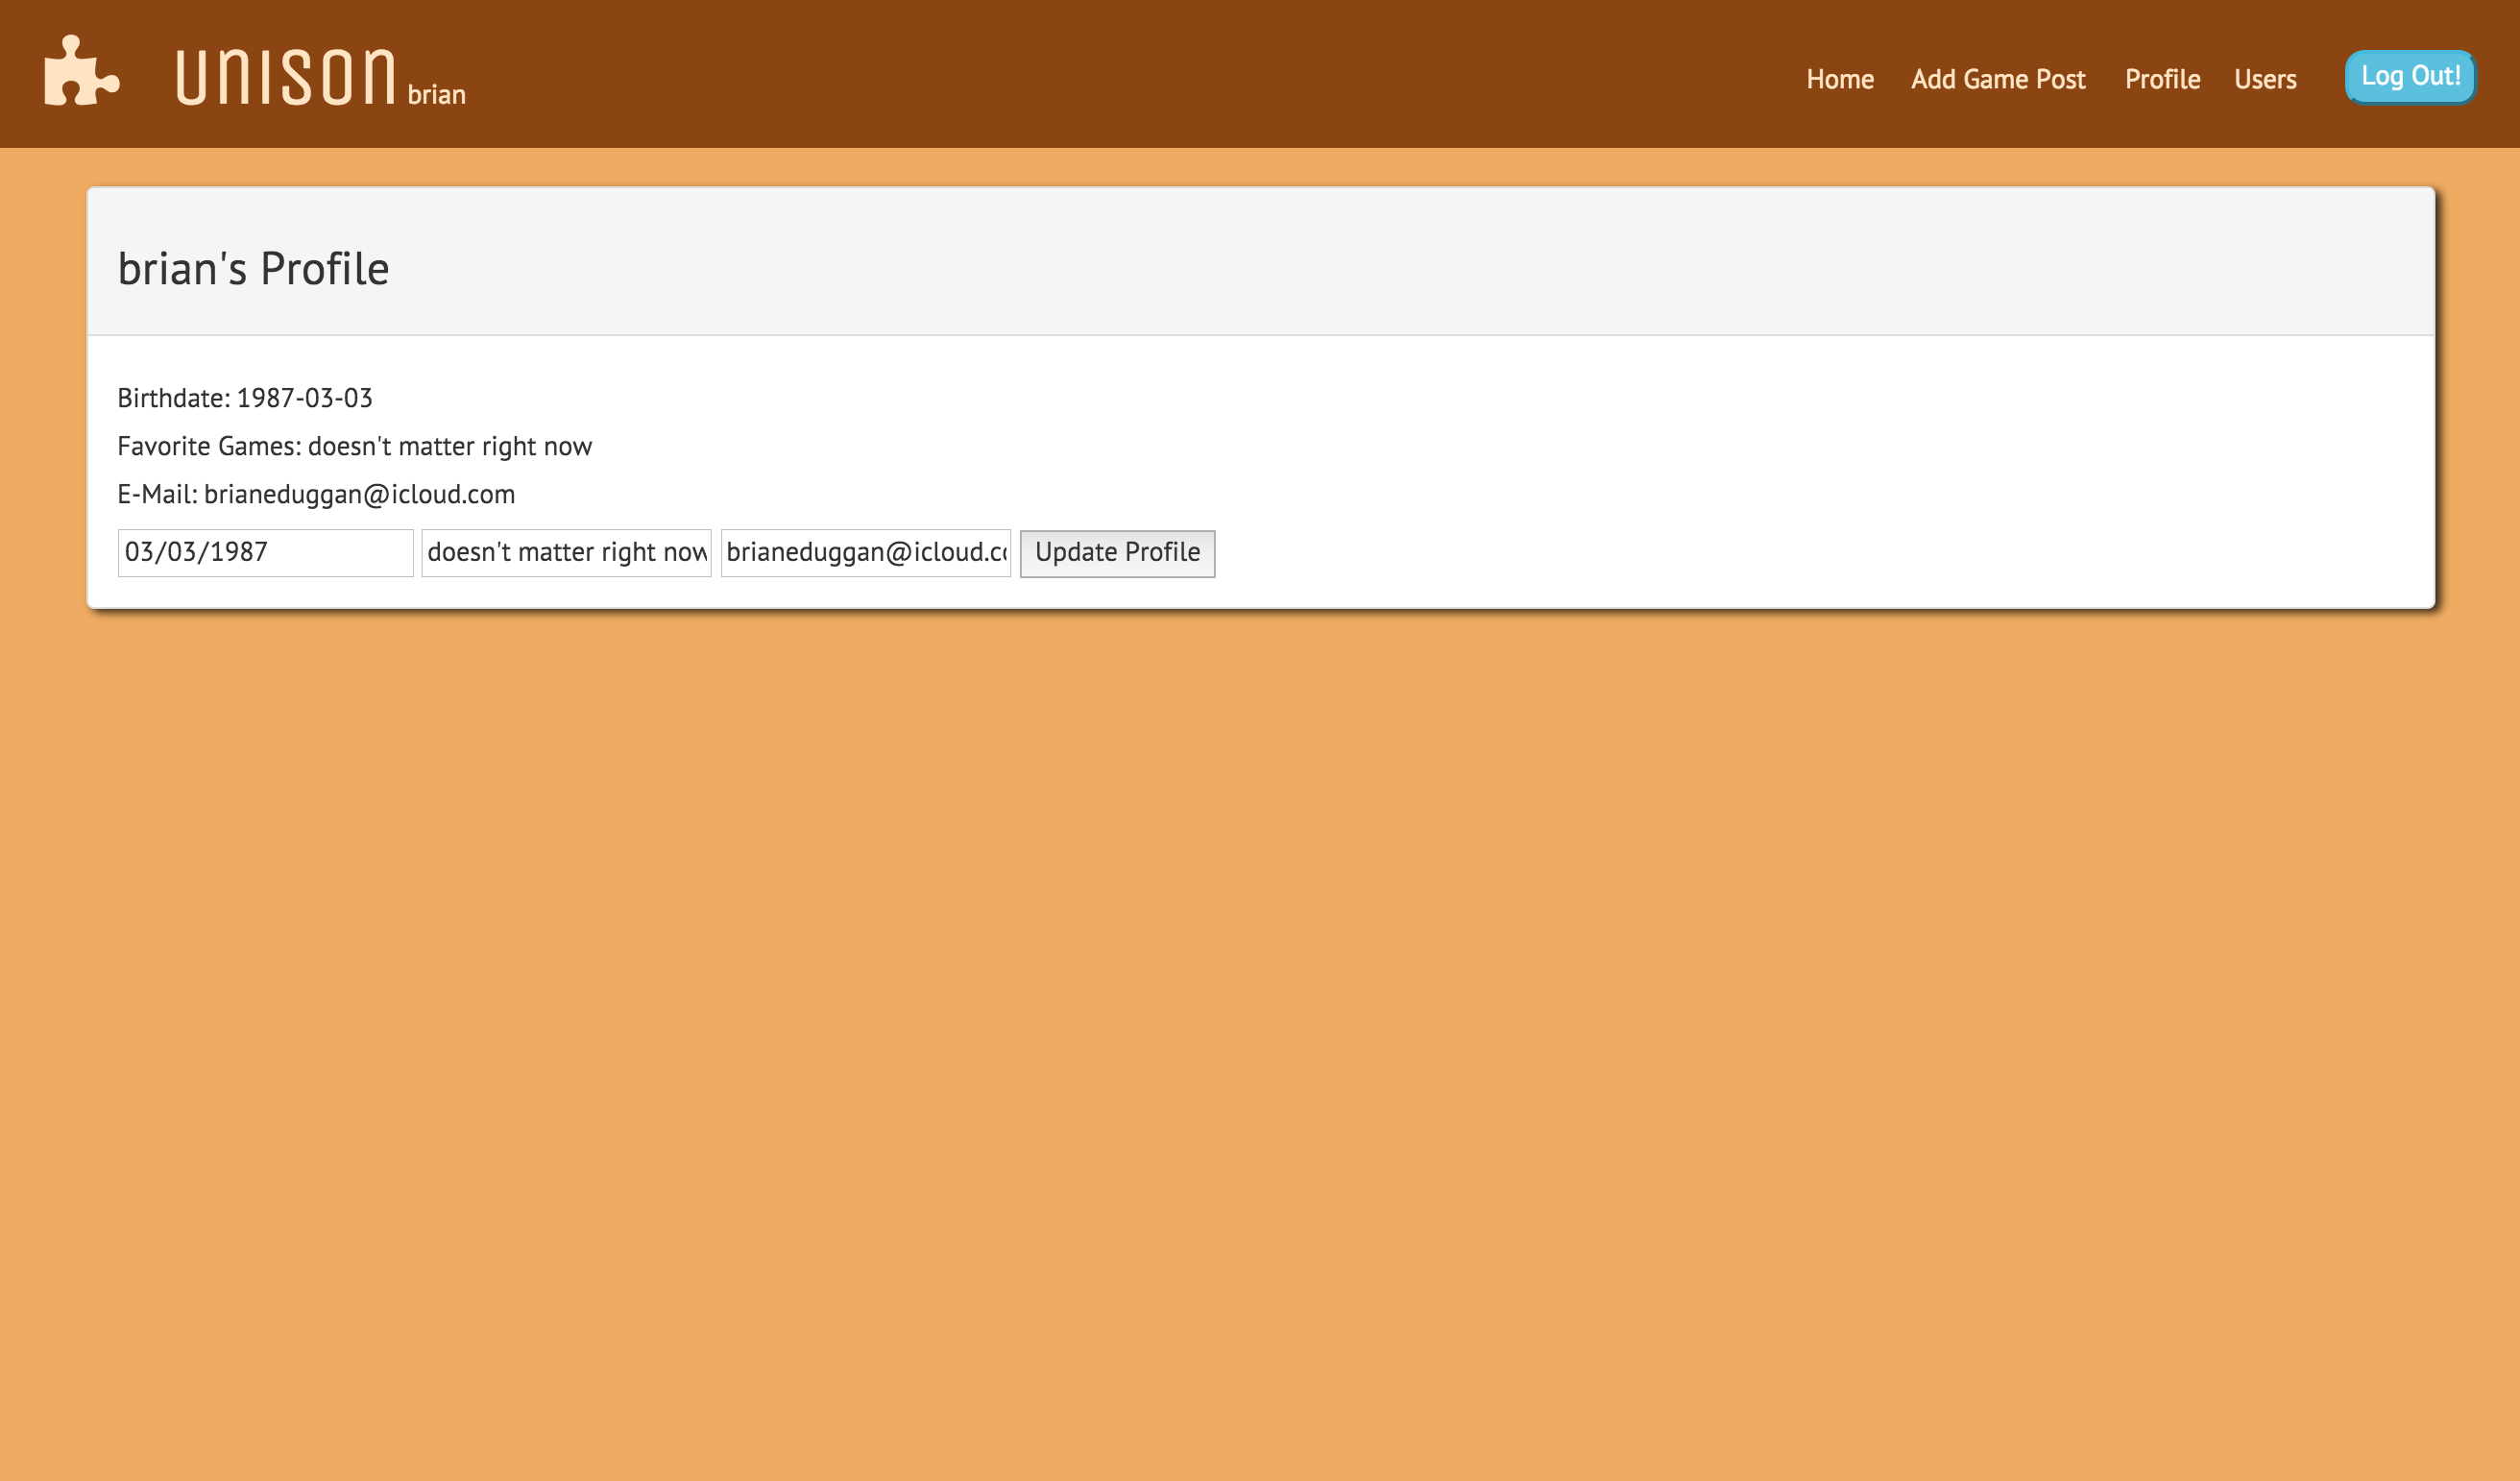 UNISON brian Home Add Game Post Profile Users Log Out!
brian's Profile
Birthdate: 1987-03-03
Favorite Games: doesn't matter right now
E-Mail: brianeduggan@icloud.com
03/03/1987 doesn't matter right now brianeduggan@icloud.c Update Profile